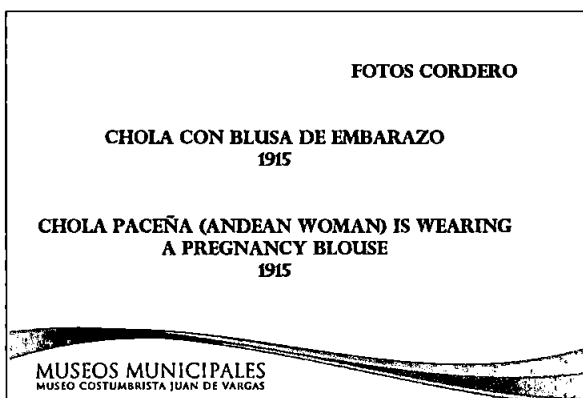 FOTOS CORDERO
CHOLA CON BLUSA DE EMBARAZO
1915
CHOLA PACEÑA (ANDEAN WOMAN) IS WEARING
A PREGNANCY BLOUSE
1915
MUSEOS MUNICIPALES
MUSEO COSTUMBRISTA JUAN DE VARGAS